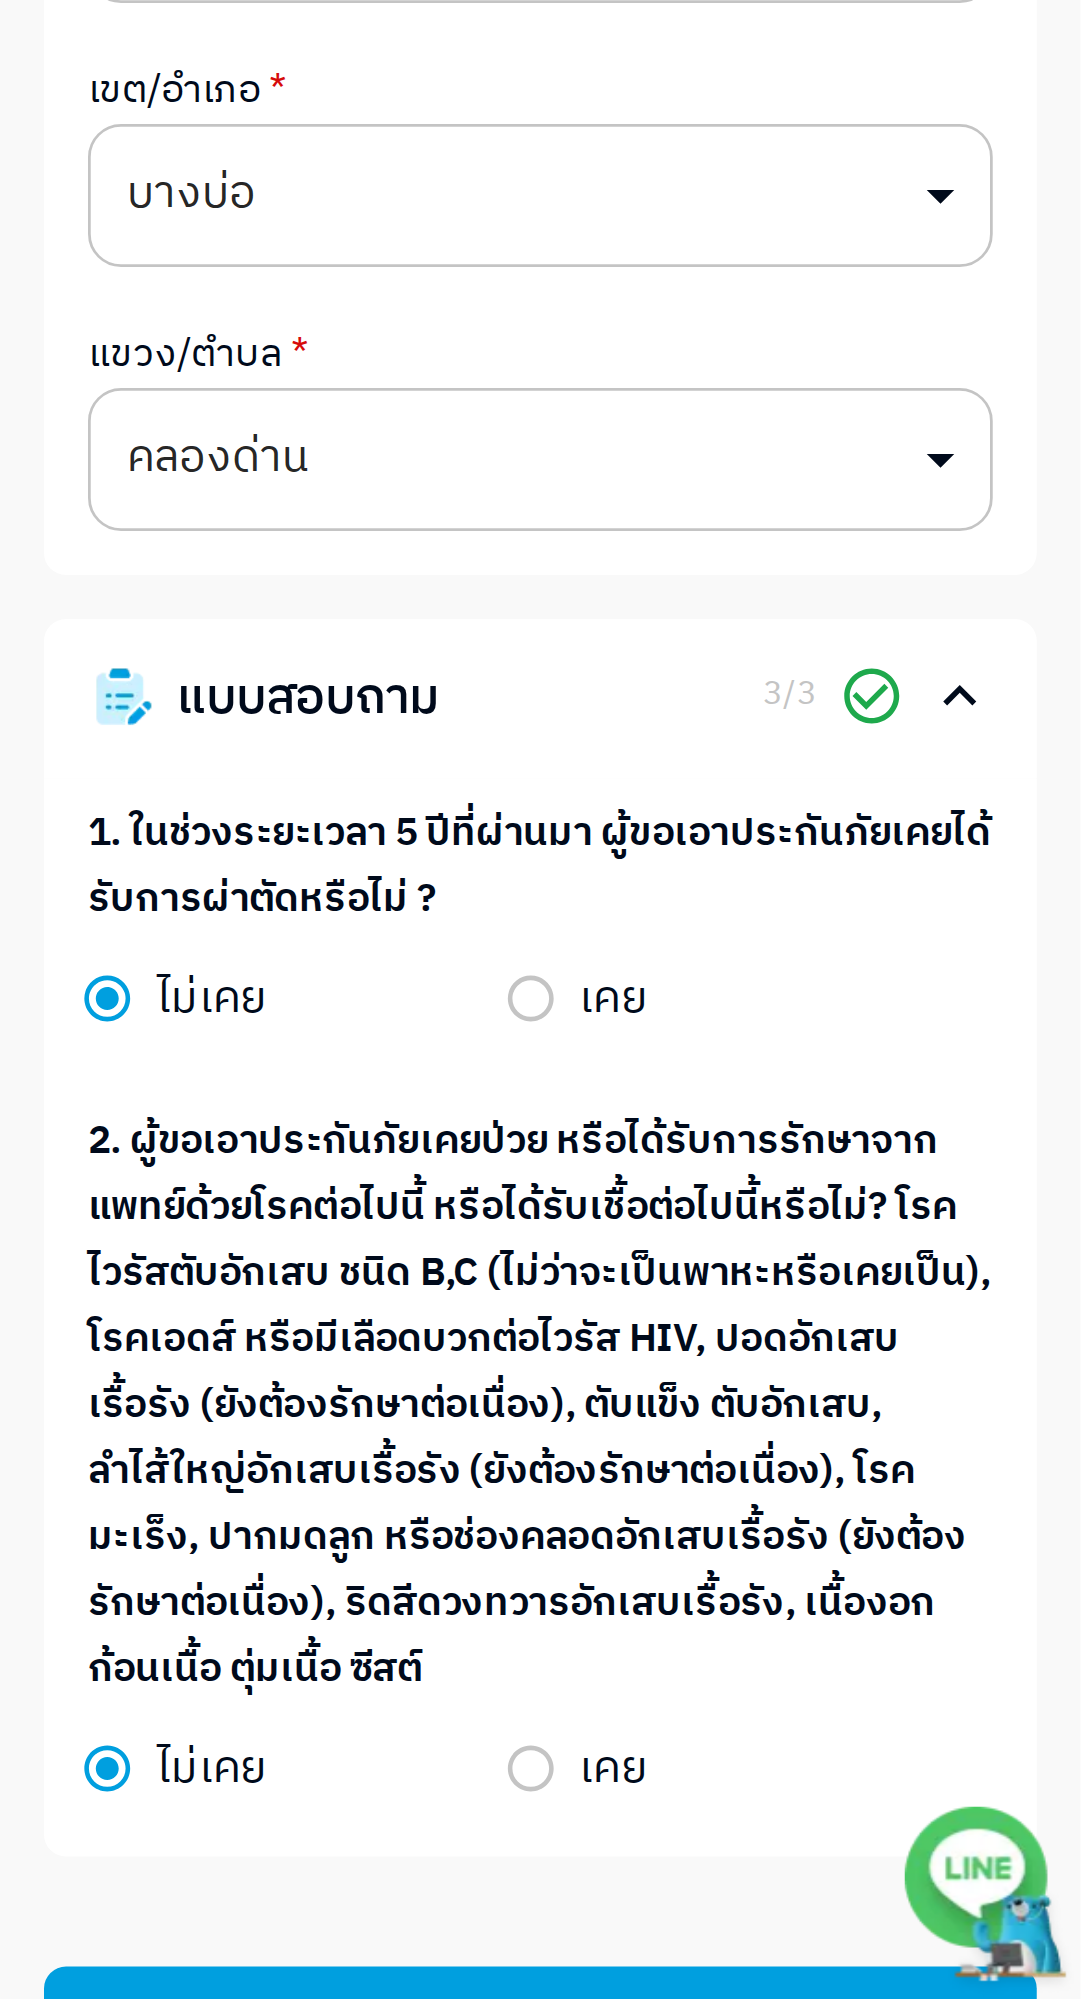 เขต/อำเภอ *
บางบ่อ
แขวง/ตำบล *
คลองด่าน
แบบสอบถาม 3/3
1. ในช่วงระยะเวลา 5 ปีที่ผ่านมา ผู้ขอเอาประกันภัยเคยได้
รับการผ่าตัดหรือไม่ ?
ไม่เคย เคย
2. ผู้ขอเอาประกันภัยเคยป่วย หรือได้รับการรักษาจาก
แพทย์ด้วยโรคต่อไปนี้ หรือได้รับเชื้อต่อไปนี้หรือไม่? โรค
ไวรัสตับอักเสบ ชนิด B,C (ไม่ว่าจะเป็นพาหะหรือเคยเป็น),
โรคเอดส์ หรือมีเลือดบวกต่อไวรัส HIV, ปอดอักเสบ
เรื้อรัง (ยังต้องรักษาต่อเนื่อง), ตับแข็ง ตับอักเสบ,
ลำไส้ใหญ่อักเสบเรื้อรัง (ยังต้องรักษาต่อเนื่อง), โรค
มะเร็ง, ปากมดลูก หรือช่องคลอดอักเสบเรื้อรัง (ยังต้อง
รักษาต่อเนื่อง), ริดสีดวงทวารอักเสบเรื้อรัง, เนื้องอก
ก้อนเนื้อ ตุ่มเนื้อ ซีสต์
ไม่เคย เคย
LINE